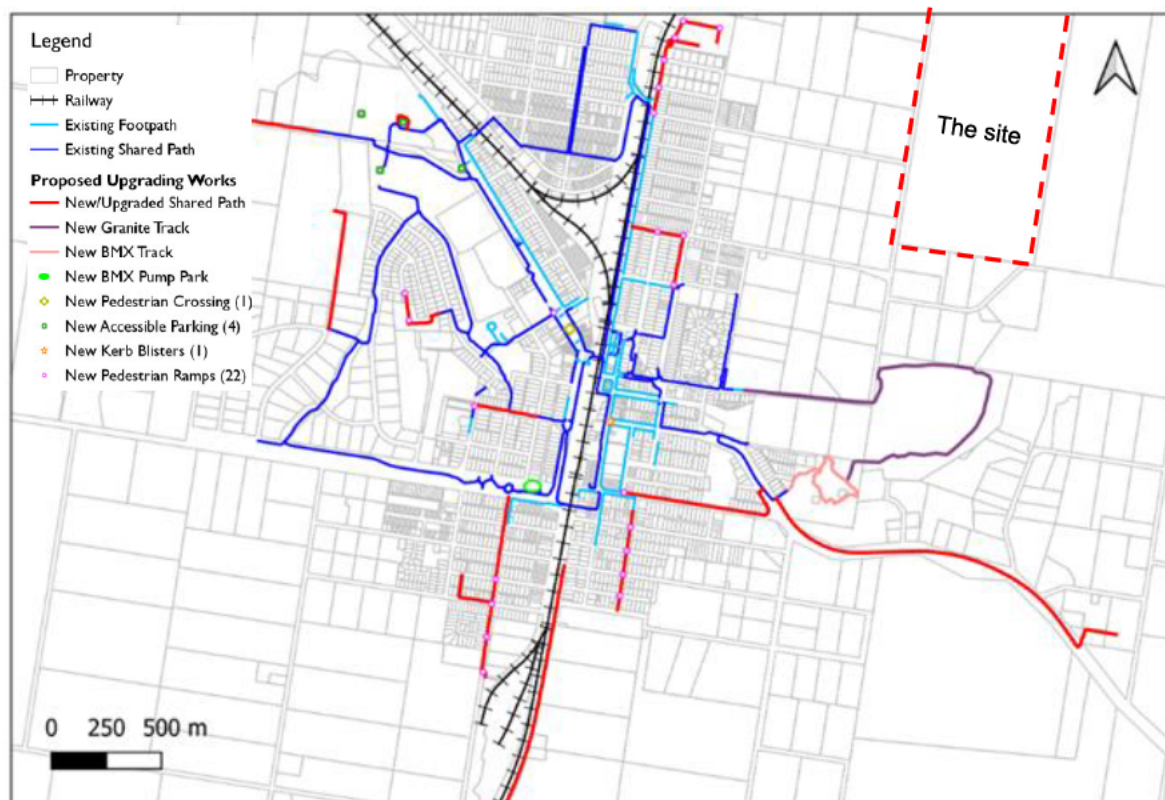 Legend
Property
Railway
Existing Footpath
Existing Shared Path
Proposed Upgrading Works
New/Upgraded Shared Path
New Granite Track
New BMX Track
New BMX Pump Park
New Pedestrian Crossing (1)
New Accessible Parking (4)
New Kerb Blisters (1)
New Pedestrian Ramps (22)
The site
0 250 500 m